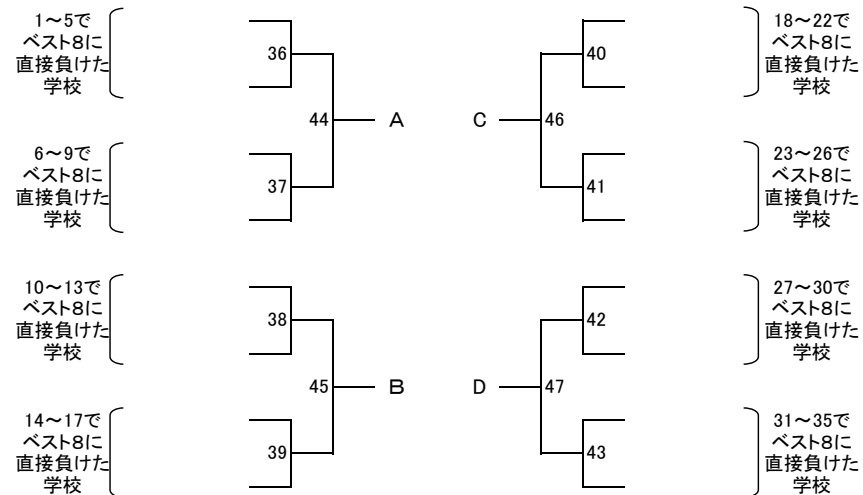 1～5で
ベスト8に
直接負けた
学校
36
44
A
6～9で
ベスト8に
直接負けた
学校
37
10～13で
ベスト8に
直接負けた
学校
38
45
B
14～17で
ベスト8に
直接負けた
学校
39
18～22で
ベスト8に
直接負けた
学校
40
C
46
23～26で
ベスト8に
直接負けた
学校
41
27～30で
ベスト8に
直接負けた
学校
42
D
47
31～35で
ベスト8に
直接負けた
学校
43